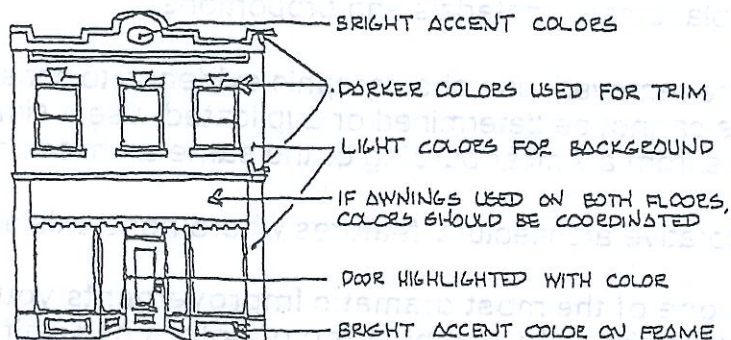 BRIGHT ACCENT COLORS
DARKER COLORS USED FOR TRIM
LIGHT COLORS FOR BACKGROUND
IF AWNINGS USED ON BOTH FLOORS,
COLORS SHOULD BE COORDINATED
DOOR HIGHLIGHTED WITH COLOR
BRIGHT ACCENT COLOR ON FRAME